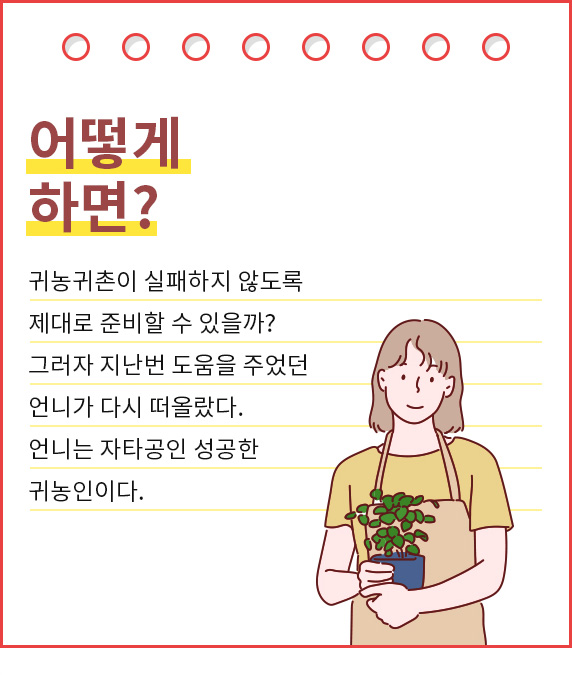 어떻게
하면?
귀농귀촌이 실패하지 않도록
제대로 준비할 수 있을까?
그러자 지난번 도움을 주었던
언니가 다시 떠올랐다.
언니는 자타공인 성공한
귀농인이다.